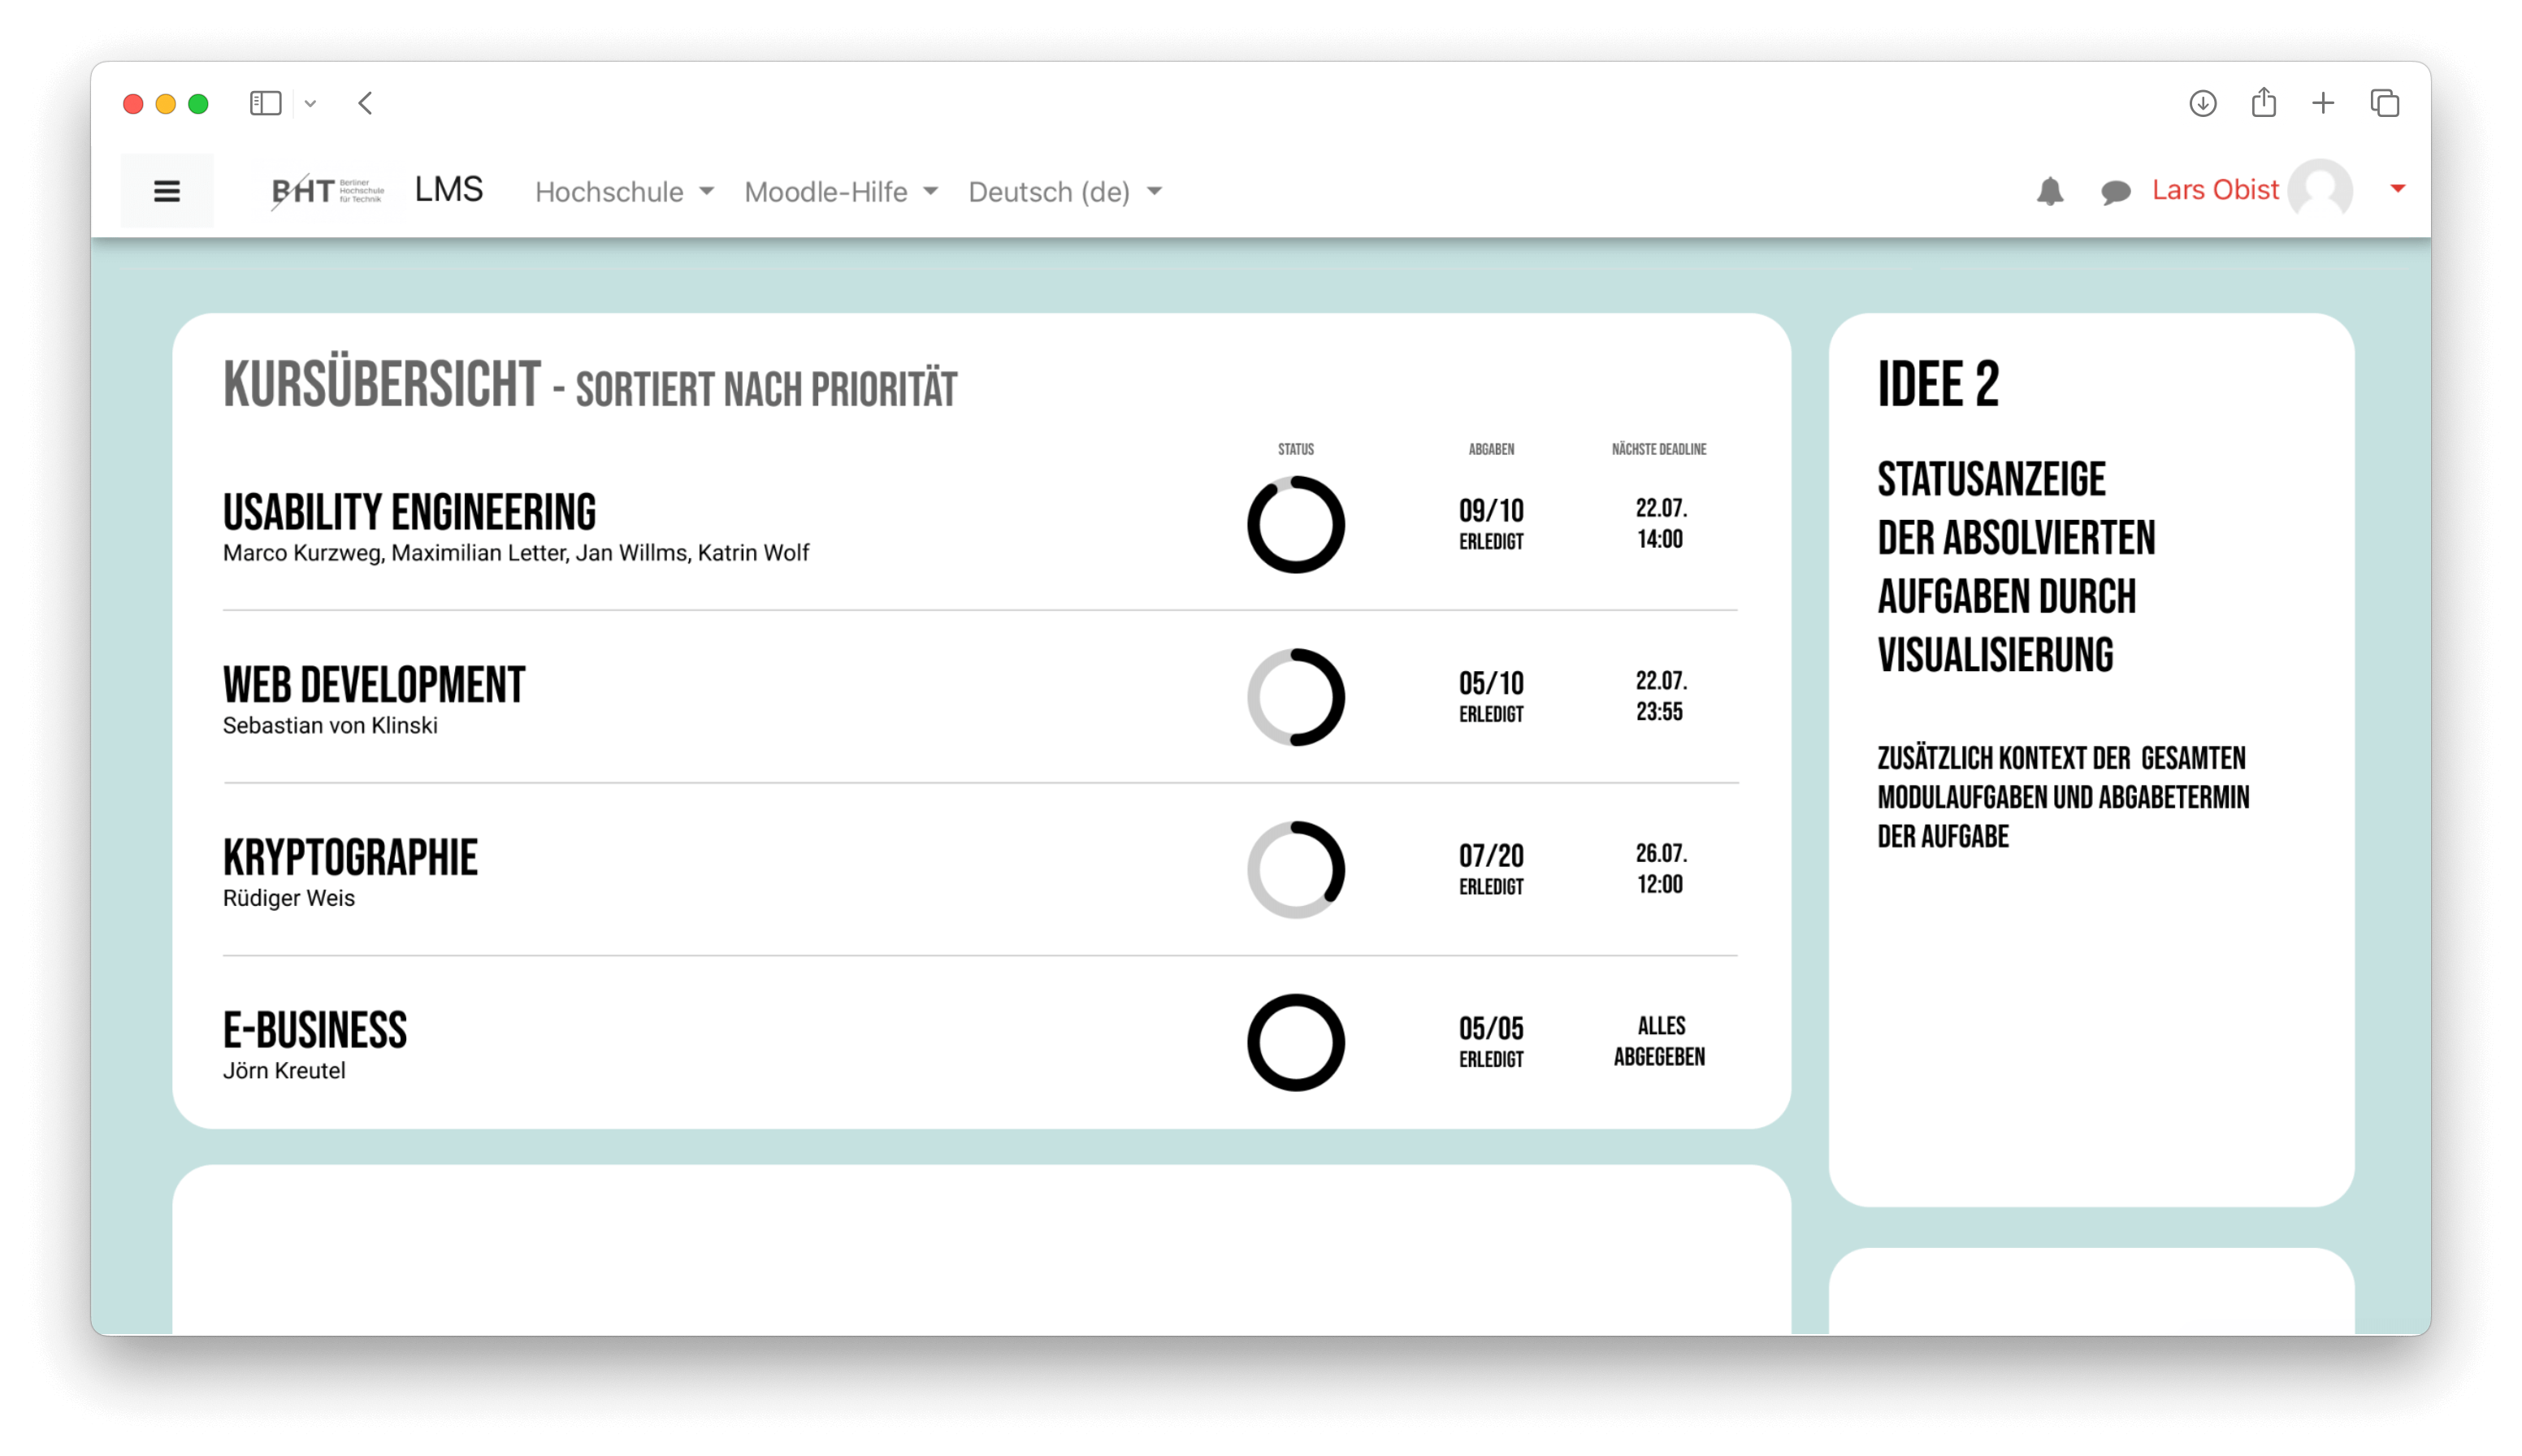 BHT Berliner Hochschule für Technik LMS Hochschule Moodle-Hilfe Deutsch (de) Lars Obist
KURSÜBERSICHT - SORTIERT NACH PRIORITÄT
STATUS ABGABEN NÄCHSTE DEADLINE
USABILITY ENGINEERING
Marco Kurzweg, Maximilian Letter, Jan Willms, Katrin Wolf
09/10
ERLEDIGT
22.07.
14:00
WEB DEVELOPMENT
Sebastian von Klinski
05/10
ERLEDIGT
22.07.
23:55
KRYPTOGRAPHIE
Rüdiger Weis
07/20
ERLEDIGT
26.07.
12:00
E-BUSINESS
Jörn Kreutel
05/05
ERLEDIGT
ALLES
ABGEGEBEN
IDEE 2
STATUSANZEIGE
DER ABSOLVIERTEN
AUFGABEN DURCH
VISUALISIERUNG
ZUSÄTZLICH KONTEXT DER GESAMTEN
MODULAUFGABEN UND ABGABETERMIN
DER AUFGABE